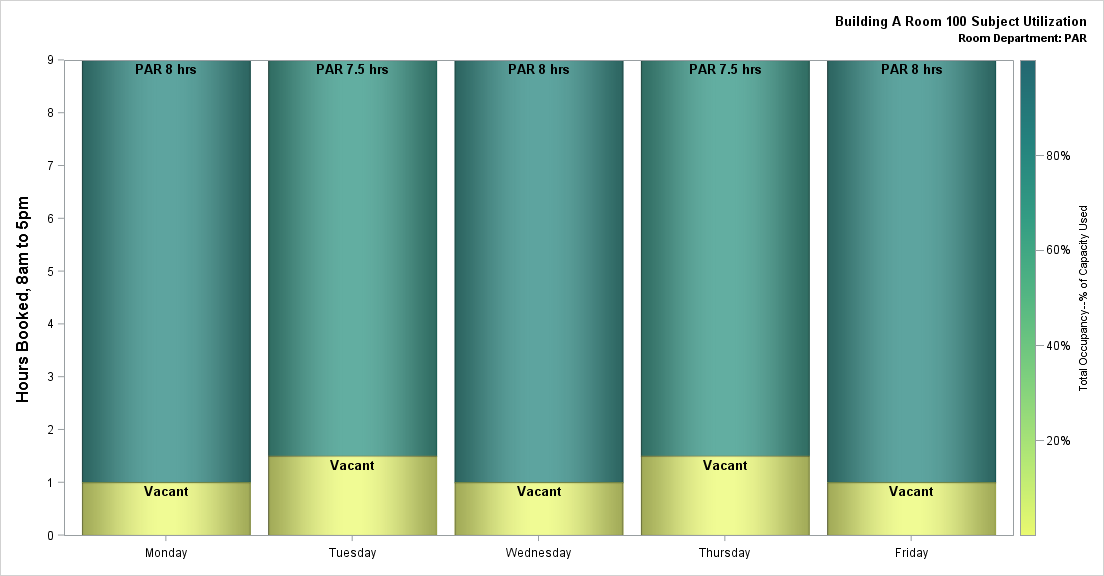 Building A Room 100 Subject Utilization
Room Department: PAR
Hours Booked, 8am to 5pm
9
8
7
6
5
4
3
2
1
0
PAR 8 hrs
PAR 7.5 hrs
PAR 8 hrs
PAR 7.5 hrs
PAR 8 hrs
Vacant
Vacant
Vacant
Vacant
Vacant
Monday
Tuesday
Wednesday
Thursday
Friday
80%
60%
40%
20%
Total Occupancy--% of Capacity Used